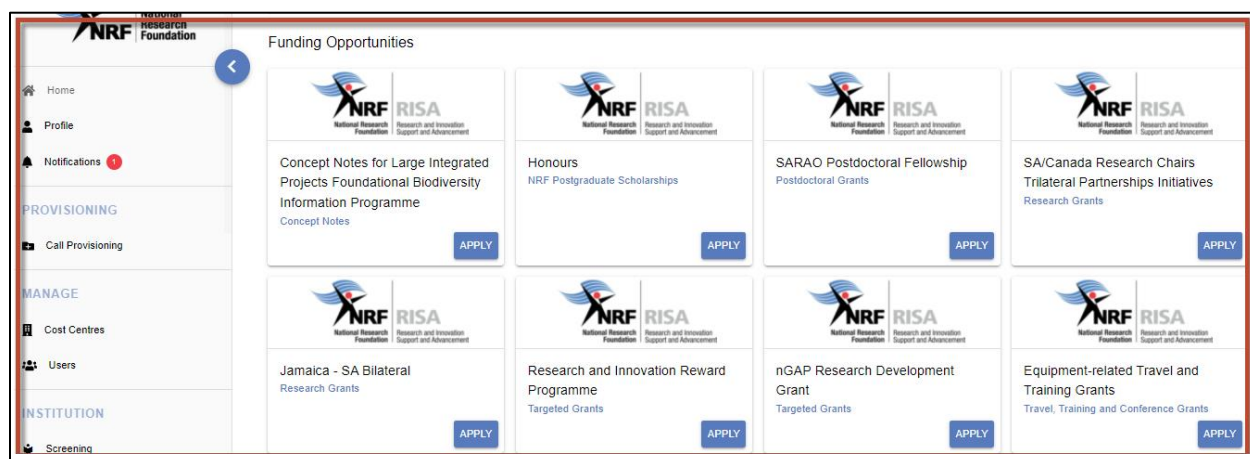 National
Research
Foundation
NRF
Home
Profile
Notifications 1
PROVISIONING
Call Provisioning
MANAGE
Cost Centres
Users
INSTITUTION
Screening
Funding Opportunities
NRF RISA
National Research Foundation
Research and Innovation Support and Advancement
Concept Notes for Large Integrated
Projects Foundational Biodiversity
Information Programme
Concept Notes
APPLY
NRF RISA
National Research Foundation
Research and Innovation Support and Advancement
Honours
NRF Postgraduate Scholarships
APPLY
NRF RISA
National Research Foundation
Research and Innovation Support and Advancement
SARAO Postdoctoral Fellowship
Postdoctoral Grants
APPLY
NRF RISA
National Research Foundation
Research and Innovation Support and Advancement
SA/Canada Research Chairs
Trilateral Partnerships Initiatives
Research Grants
APPLY
NRF RISA
National Research Foundation
Research and Innovation Support and Advancement
Jamaica - SA Bilateral
Research Grants
APPLY
NRF RISA
National Research Foundation
Research and Innovation Support and Advancement
Research and Innovation Reward
Programme
Targeted Grants
APPLY
NRF RISA
National Research Foundation
Research and Innovation Support and Advancement
nGAP Research Development
Grant
Targeted Grants
APPLY
NRF RISA
National Research Foundation
Research and Innovation Support and Advancement
Equipment-related Travel and
Training Grants
Travel, Training and Conference Grants
APPLY